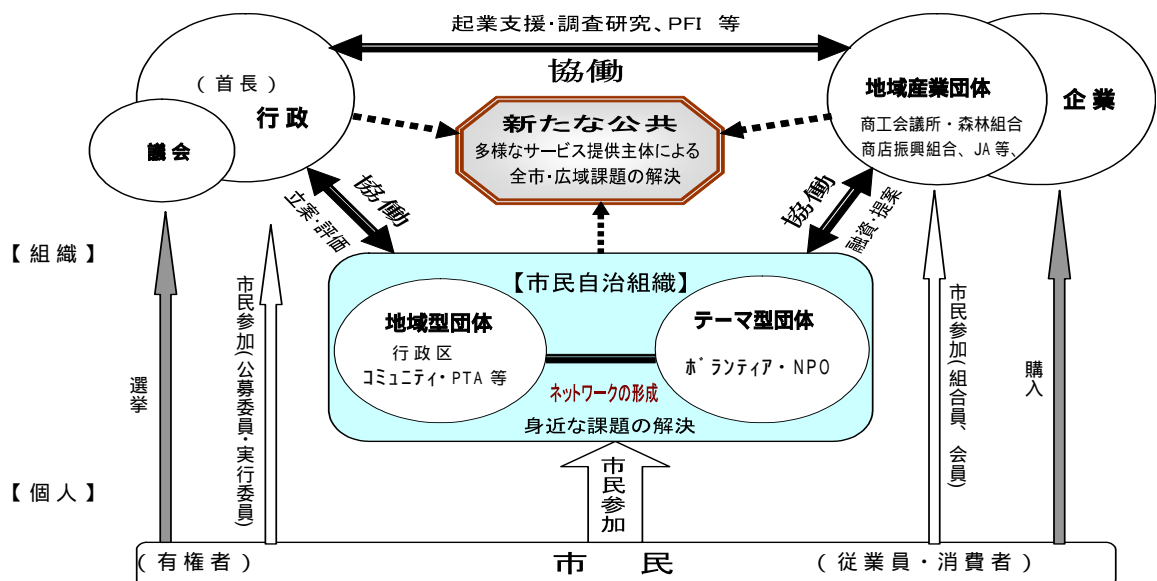 起業支援・調査研究、PFI 等
協働
(首長)
行政
議会
新たな公共
多様なサービス提供主体による
全市・広域課題の解決
地域産業団体
商工会議所・森林組合
商店振興組合、JA等、
企業
協働
立案・評価
協働
融資・提案
【組織】
【市民自治組織】
地域型団体
行政区
コミュニティ・PTA 等
テーマ型団体
ボランティア・NPO
ネットワークの形成
身近な課題の解決
選挙
市民参加(公募委員・実行委員)
市民参加
市民参加(組合員、会員)
購入
【個人】
(有権者)
市民
(従業員・消費者)